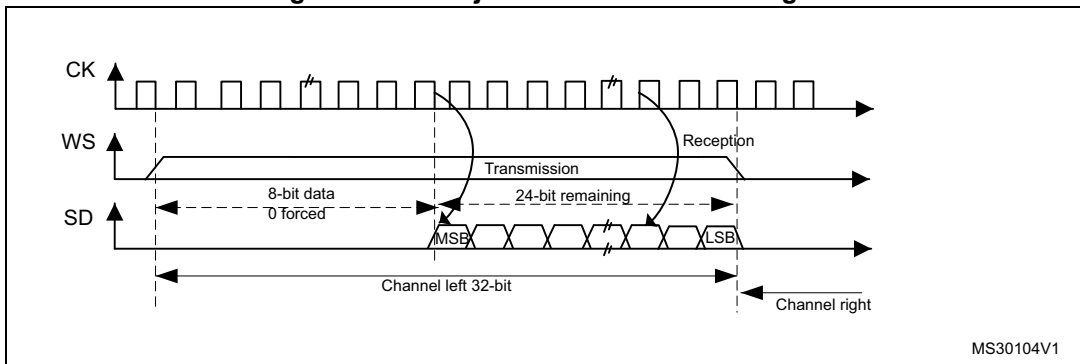 CK
WS
Reception
Transmission
8-bit data
0 forced
24-bit remaining
SD
MSB
LSB
Channel left 32-bit
Channel right
MS30104V1